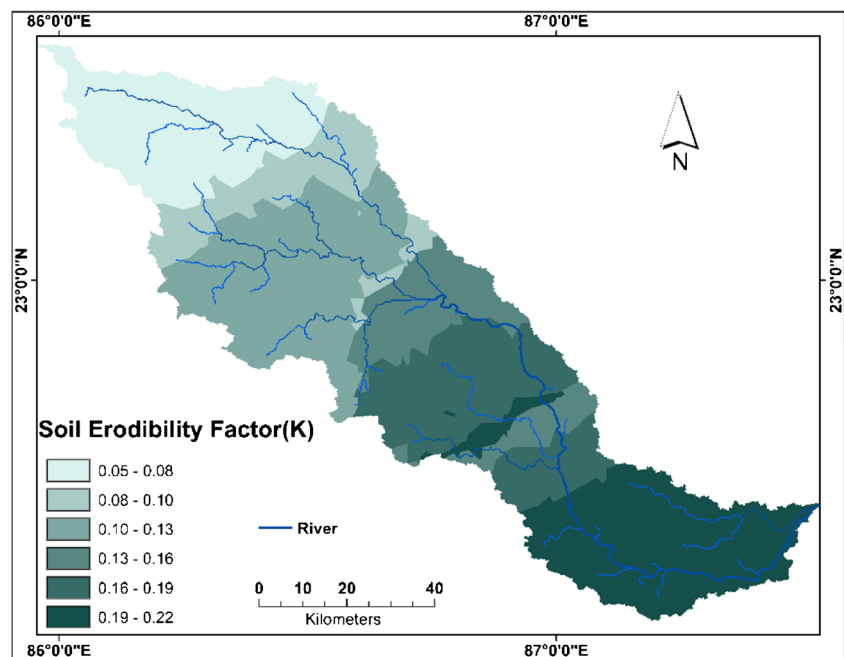 86°0'0"E 87°0'0"E
N
23°0'0"N 23°0'0"N
Soil Erodibility Factor(K)
0.05 - 0.08
0.08 - 0.10
0.10 - 0.13
0.13 - 0.16
0.16 - 0.19
0.19 - 0.22
River
0 10 20 40
Kilometers
86°0'0"E 87°0'0"E